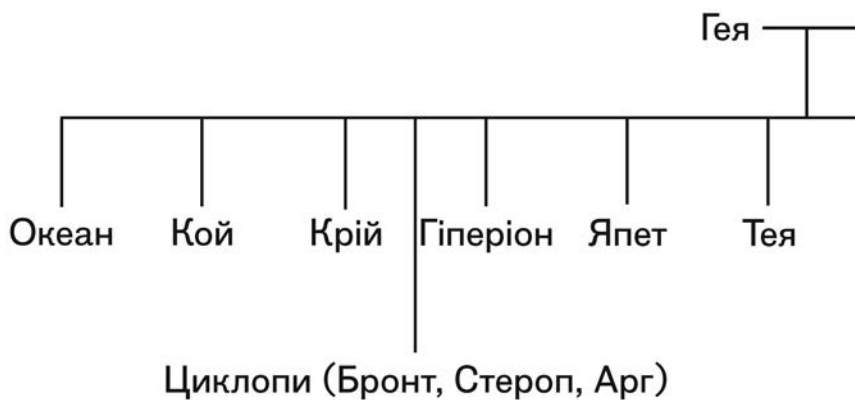 Гея
Океан Кой Крій Гіперіон Япет Тея
Циклопи (Бронт, Стероп, Арг)